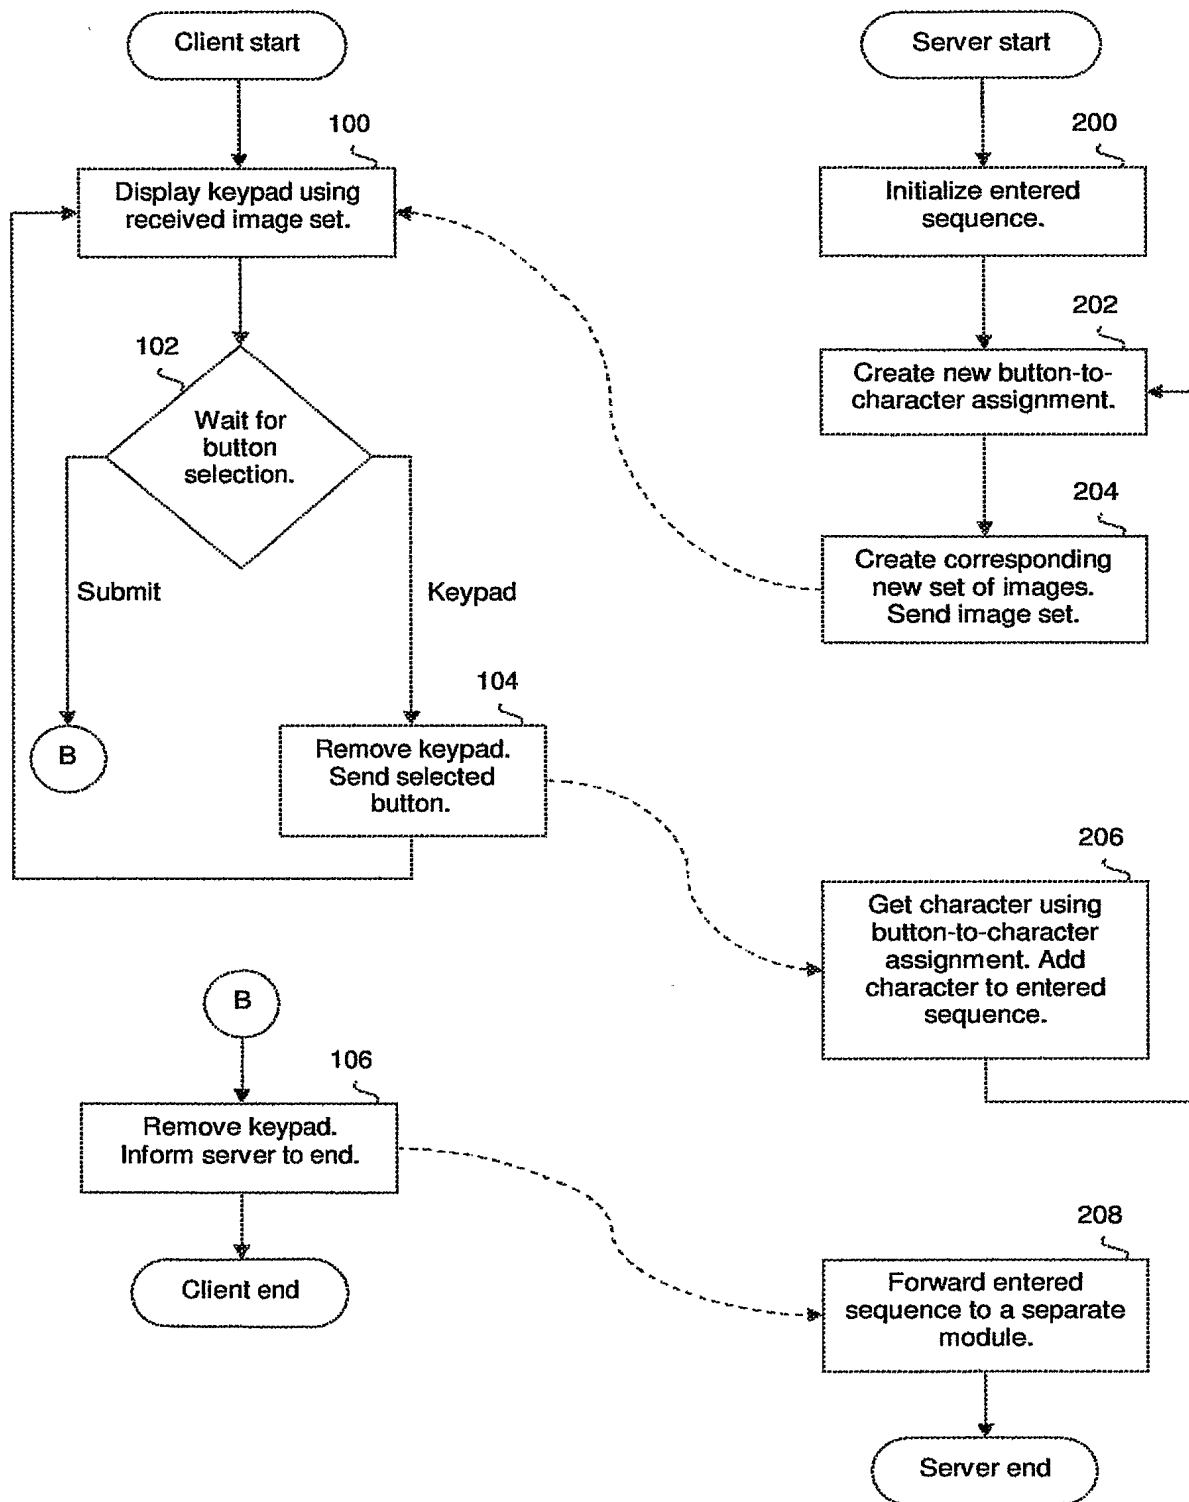 Client start
100
Display keypad using
received image set.
102
Wait for
button
selection.
Submit
Keypad
B
104
Remove keypad.
Send selected
button.
B
106
Remove keypad.
Inform server to end.
Client end
Server start
200
Initialize entered
sequence.
202
Create new button-to-
character assignment.
204
Create corresponding
new set of images.
Send image set.
206
Get character using
button-to-character
assignment. Add
character to entered
sequence.
208
Forward entered
sequence to a separate
module.
Server end